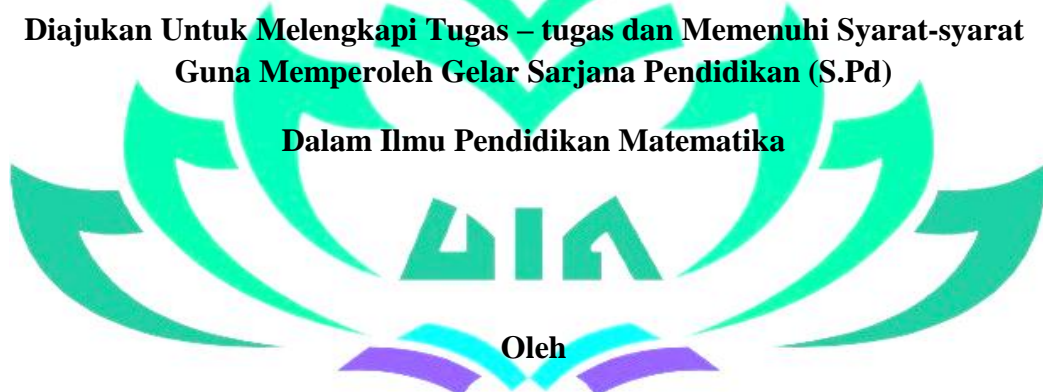 Diajukan Untuk Melengkapi Tugas – tugas dan Memenuhi Syarat-syarat
Guna Memperoleh Gelar Sarjana Pendidikan (S.Pd)
Dalam Ilmu Pendidikan Matematika
UIN
Oleh